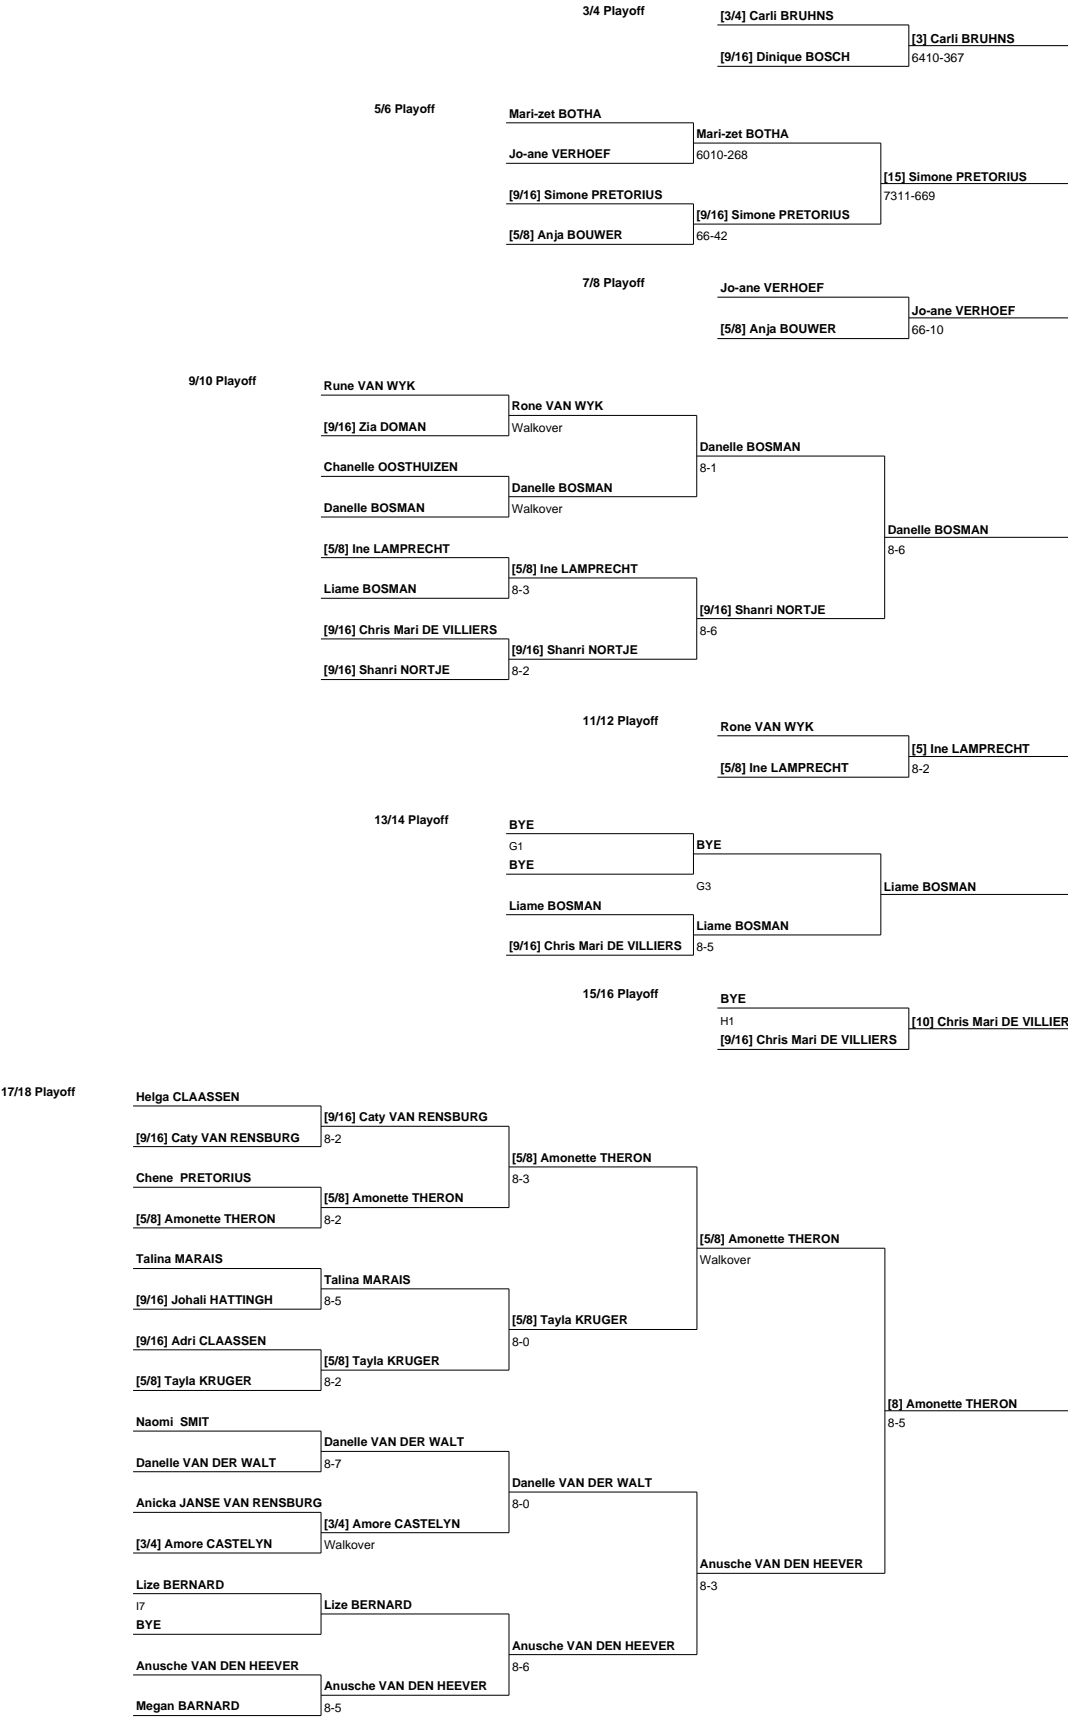 3/4 Playoff
[3/4] Carli BRUHNS
[3] Carli BRUHNS
[9/16] Dinique BOSCH
6410-367
5/6 Playoff
Mari-zet BOTHA
Mari-zet BOTHA
Jo-ane VERHOEF
6010-268
[15] Simone PRETORIUS
7311-669
[9/16] Simone PRETORIUS
[9/16] Simone PRETORIUS
[5/8] Anja BOUWER
66-42
7/8 Playoff
Jo-ane VERHOEF
Jo-ane VERHOEF
[5/8] Anja BOUWER
66-10
9/10 Playoff
Rune VAN WYK
Rone VAN WYK
[9/16] Zia DOMAN
Walkover
Danelle BOSMAN
8-1
Chanelle OOSTHUIZEN
Danelle BOSMAN
Danelle BOSMAN
Walkover
Danelle BOSMAN
8-6
[5/8] Ine LAMPRECHT
[5/8] Ine LAMPRECHT
Liame BOSMAN
8-3
[9/16] Shanri NORTJE
8-6
[9/16] Chris Mari DE VILLIERS
[9/16] Shanri NORTJE
[9/16] Shanri NORTJE
8-2
11/12 Playoff
Rone VAN WYK
[5] Ine LAMPRECHT
[5/8] Ine LAMPRECHT
8-2
13/14 Playoff
BYE
G1
BYE
BYE
G3
Liame BOSMAN
Liame BOSMAN
Liame BOSMAN
[9/16] Chris Mari DE VILLIERS
8-5
15/16 Playoff
BYE
H1
[10] Chris Mari DE VILLIER
[9/16] Chris Mari DE VILLIERS
17/18 Playoff
Helga CLAASSEN
[9/16] Caty VAN RENSBURG
[9/16] Caty VAN RENSBURG
8-2
[5/8] Amonette THERON
8-3
Chene  PRETORIUS
[5/8] Amonette THERON
[5/8] Amonette THERON
8-2
[5/8] Amonette THERON
Walkover
Talina MARAIS
Talina MARAIS
[9/16] Johali HATTINGH
8-5
[5/8] Tayla KRUGER
8-0
[9/16] Adri CLAASSEN
[5/8] Tayla KRUGER
[5/8] Tayla KRUGER
8-2
[8] Amonette THERON
8-5
Naomi  SMIT
Danelle VAN DER WALT
Danelle VAN DER WALT
8-7
Danelle VAN DER WALT
8-0
Anicka JANSE VAN RENSBURG
[3/4] Amore CASTELYN
[3/4] Amore CASTELYN
Walkover
Anusche VAN DEN HEEVER
8-3
Lize BERNARD
I7
Lize BERNARD
BYE
Anusche VAN DEN HEEVER
8-6
Anusche VAN DEN HEEVER
Anusche VAN DEN HEEVER
Megan BARNARD
8-5